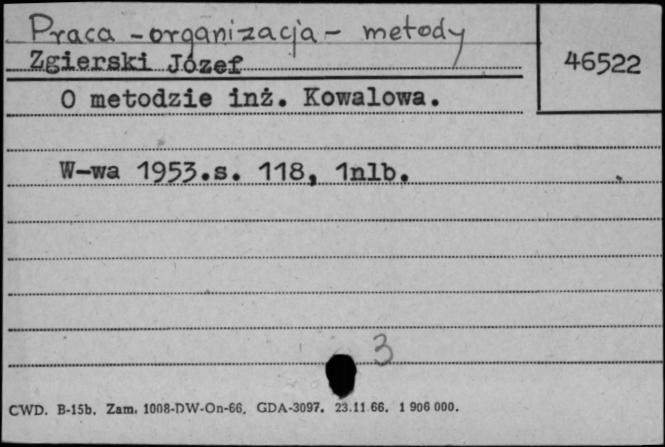 Praca - organizacja - metody
Zgierski Józef
46522
O metodzie inż. Kowalowa.
W-wa 1953.s. 118, 1nlb.
3
CWD. B-15b. Zam. 1008-DW-On-66. GDA-3097. 23.11.66. 1 906 000.